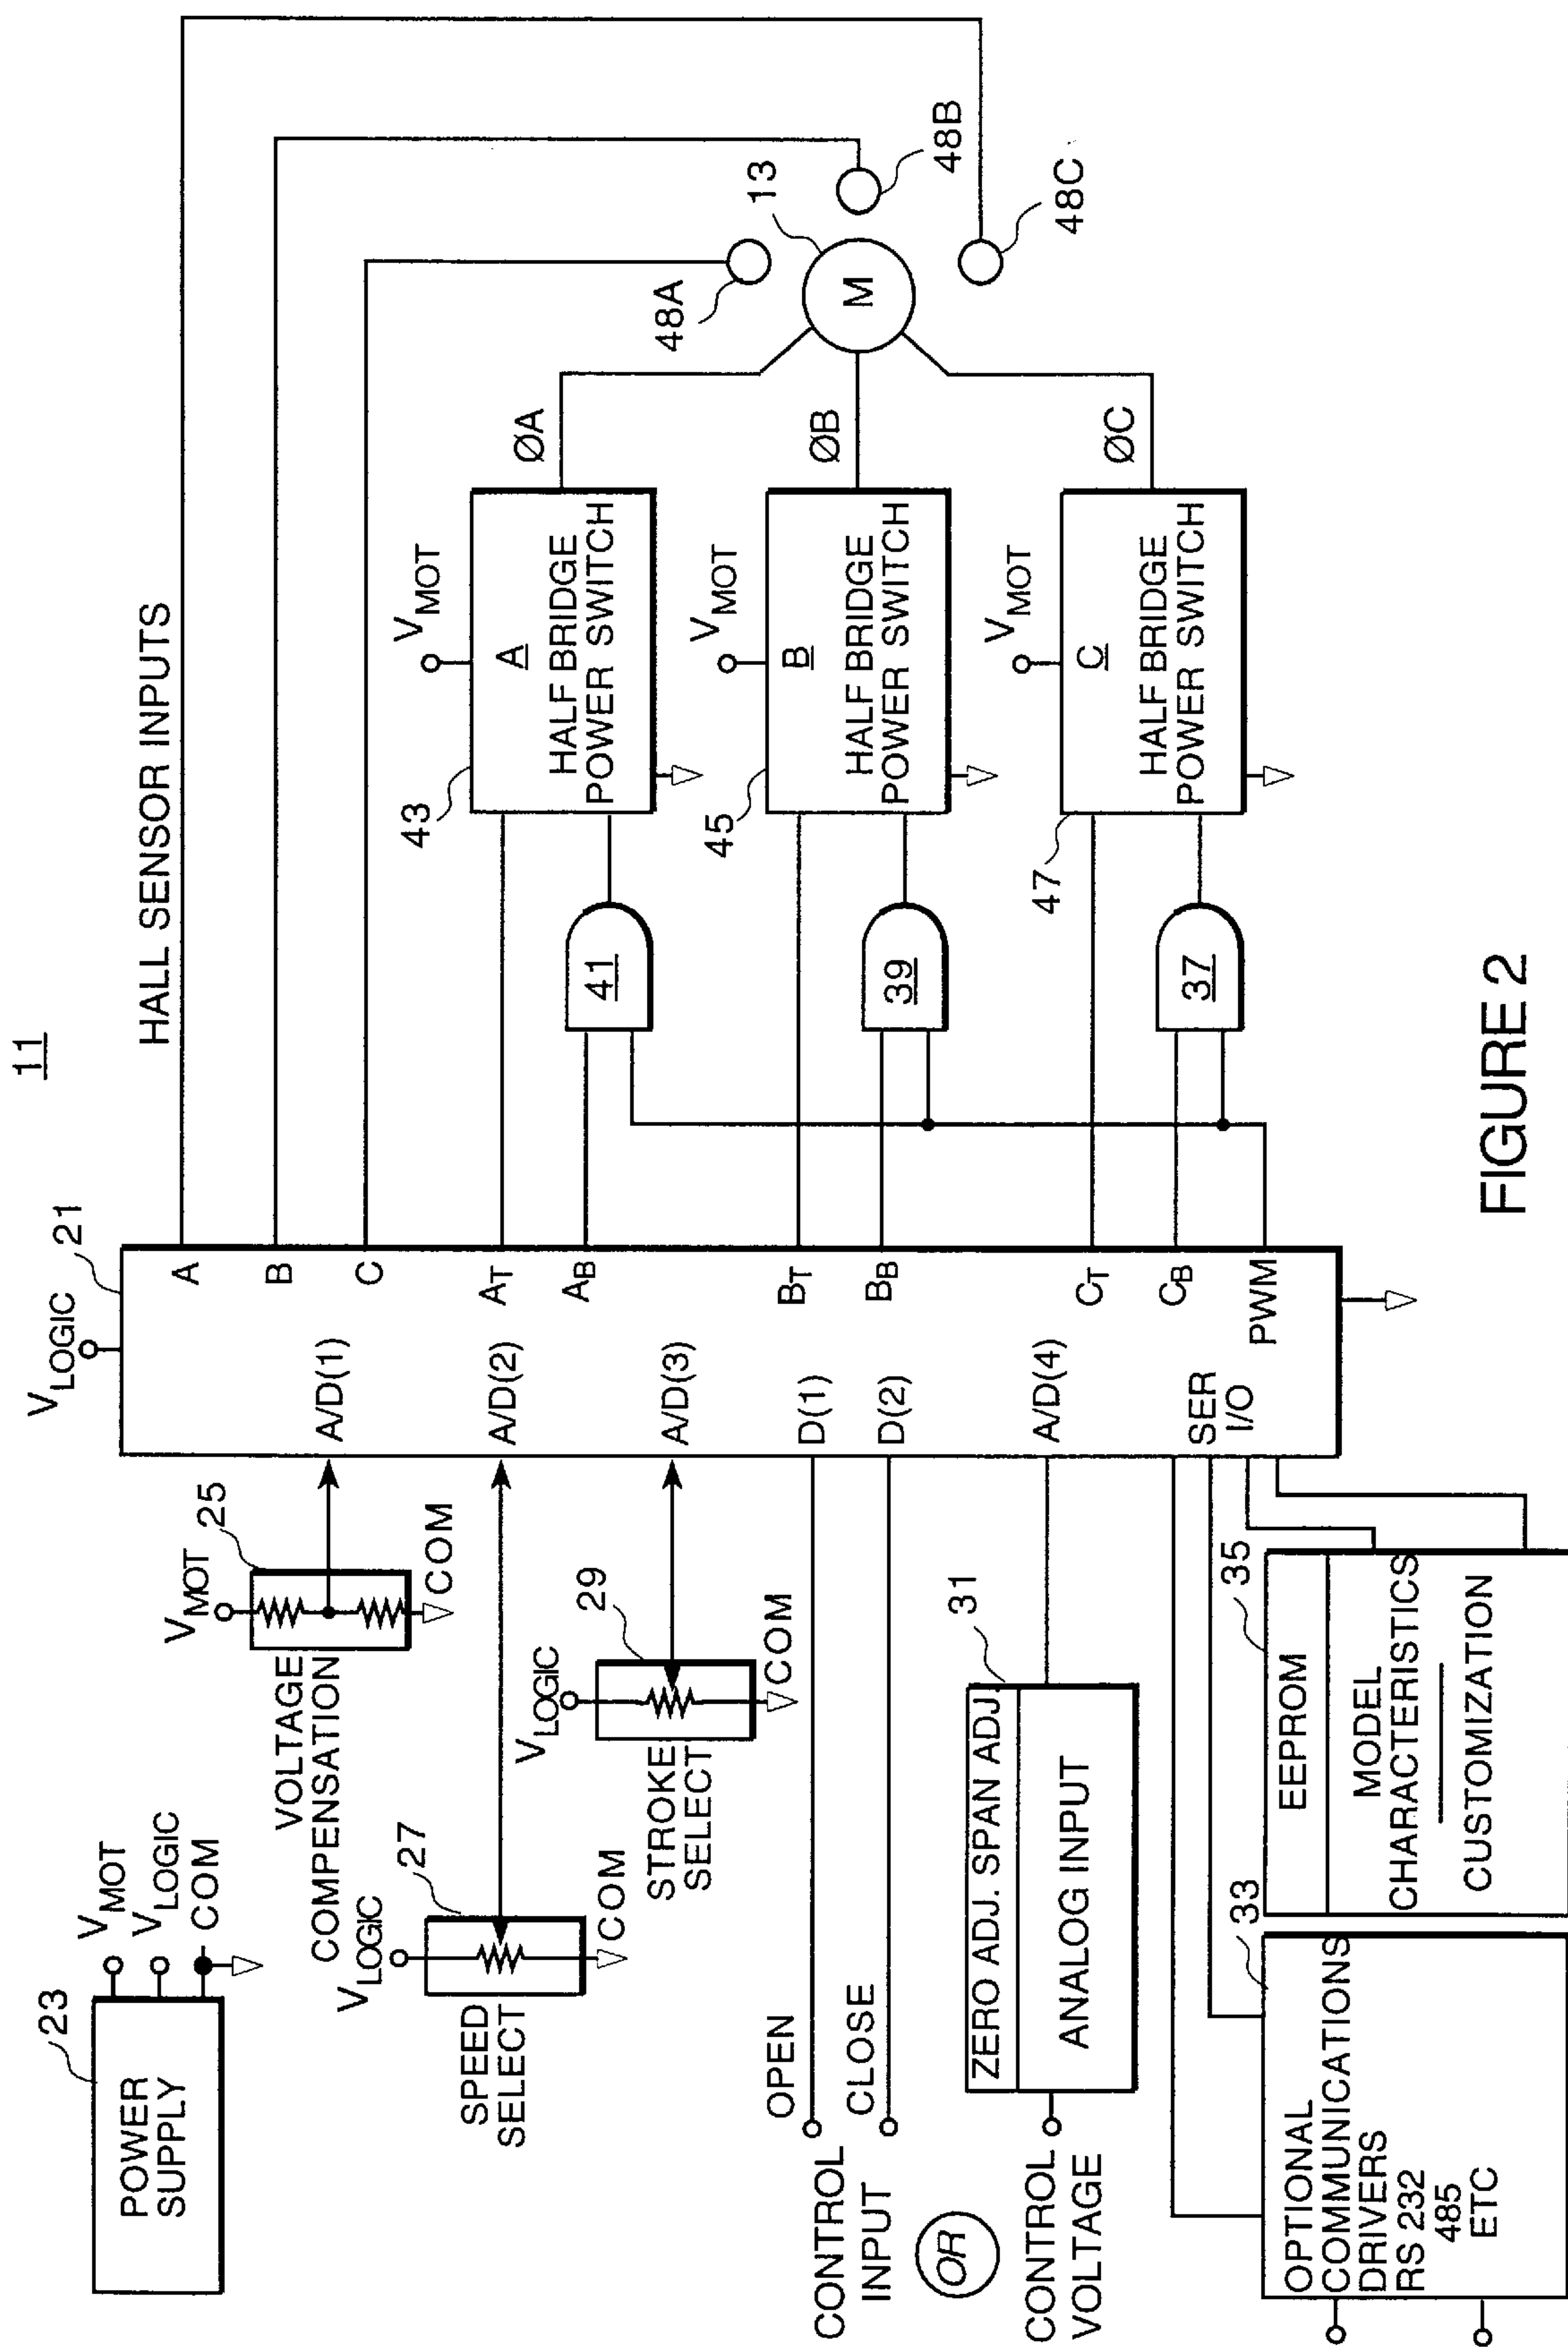 11
HALL SENSOR INPUTS
VLOGIC
21
A
B
C
AT
AB
BT
BB
CT
CB
PWM
A/D(1)
A/D(2)
A/D(3)
D(1)
D(2)
A/D(4)
SER
I/O
23
POWER
SUPPLY
VMOT
VLOGIC
COM
VMOT
25
COM
VOLTAGE
COMPENSATION
VLOGIC
27
COM
SPEED
SELECT
VLOGIC
29
COM
STROKE
SELECT
OPEN
CLOSE
CONTROL
INPUT
OR
CONTROL
VOLTAGE
31
ZERO ADJ. SPAN ADJ.
ANALOG INPUT
33
OPTIONAL
COMMUNICATIONS
DRIVERS
RS 232
485
ETC
35
EEPROM
MODEL
CHARACTERISTICS
CUSTOMIZATION
41
39
37
43
VMOT
A
HALF BRIDGE
POWER SWITCH
ØA
45
VMOT
B
HALF BRIDGE
POWER SWITCH
ØB
47
VMOT
C
HALF BRIDGE
POWER SWITCH
ØC
M
13
48A
48B
48C
FIGURE 2